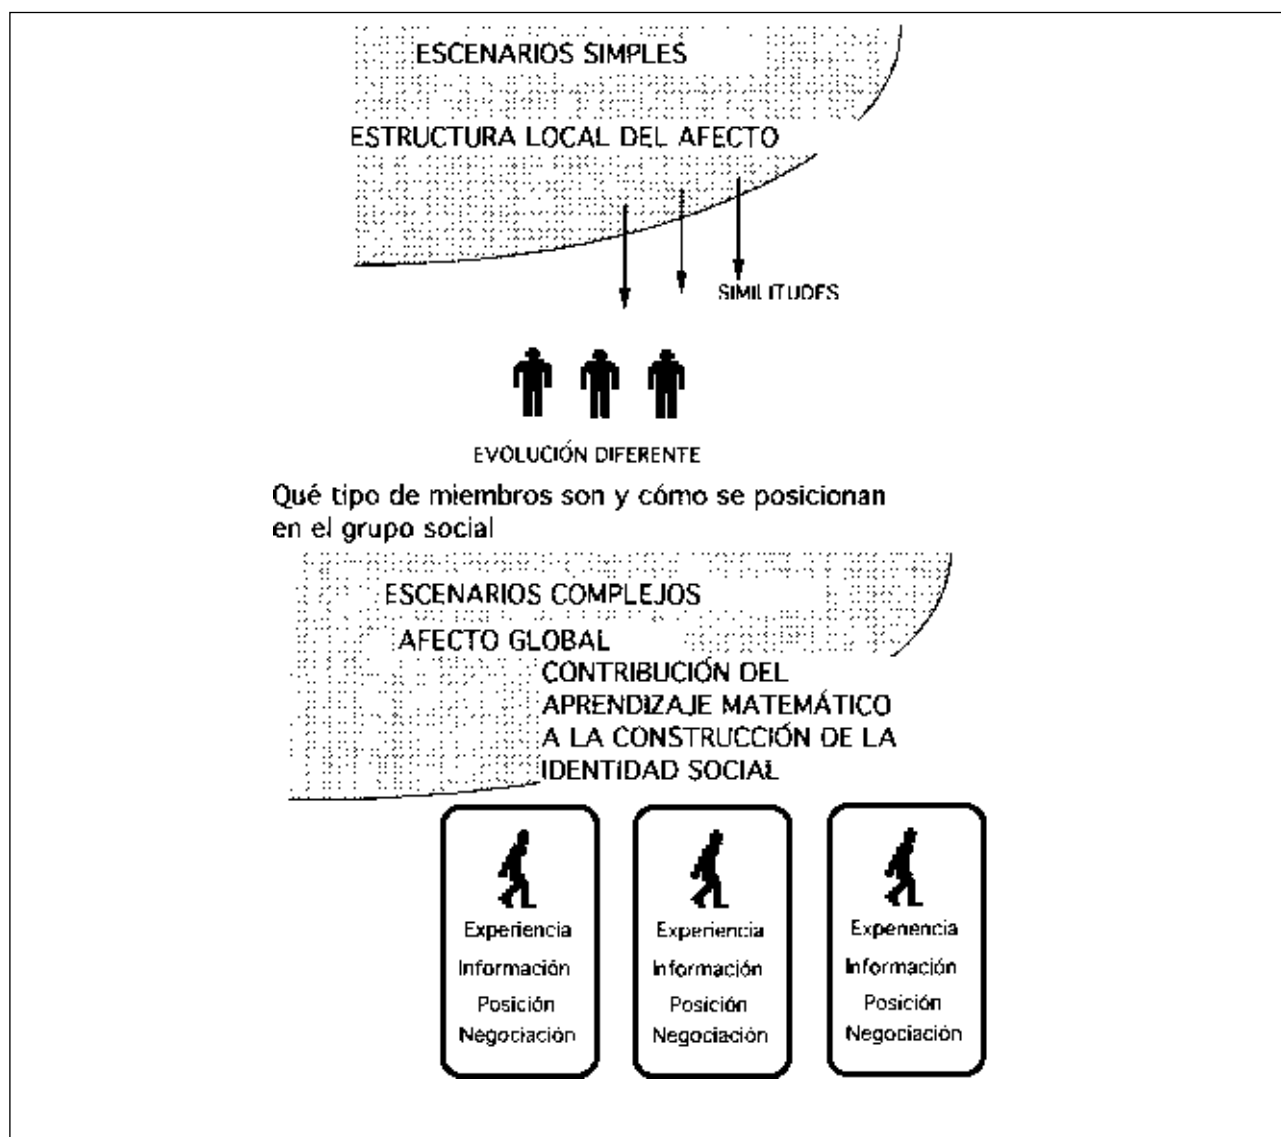 ESCENARIOS SIMPLES
ESTRUCTURA LOCAL DEL AFECTO
SIMILITUDES
EVOLUCIÓN DIFERENTE
Qué tipo de miembros son y cómo se posicionan
en el grupo social
ESCENARIOS COMPLEJOS
AFECTO GLOBAL
CONTRIBUCIÓN DEL
APRENDIZAJE MATEMÁTICO
A LA CONSTRUCCIÓN DE LA
IDENTIDAD SOCIAL
Experiencia
Información
Posición
Negociación
Experiencia
Información
Posición
Negociación
Experiencia
Información
Posición
Negociación